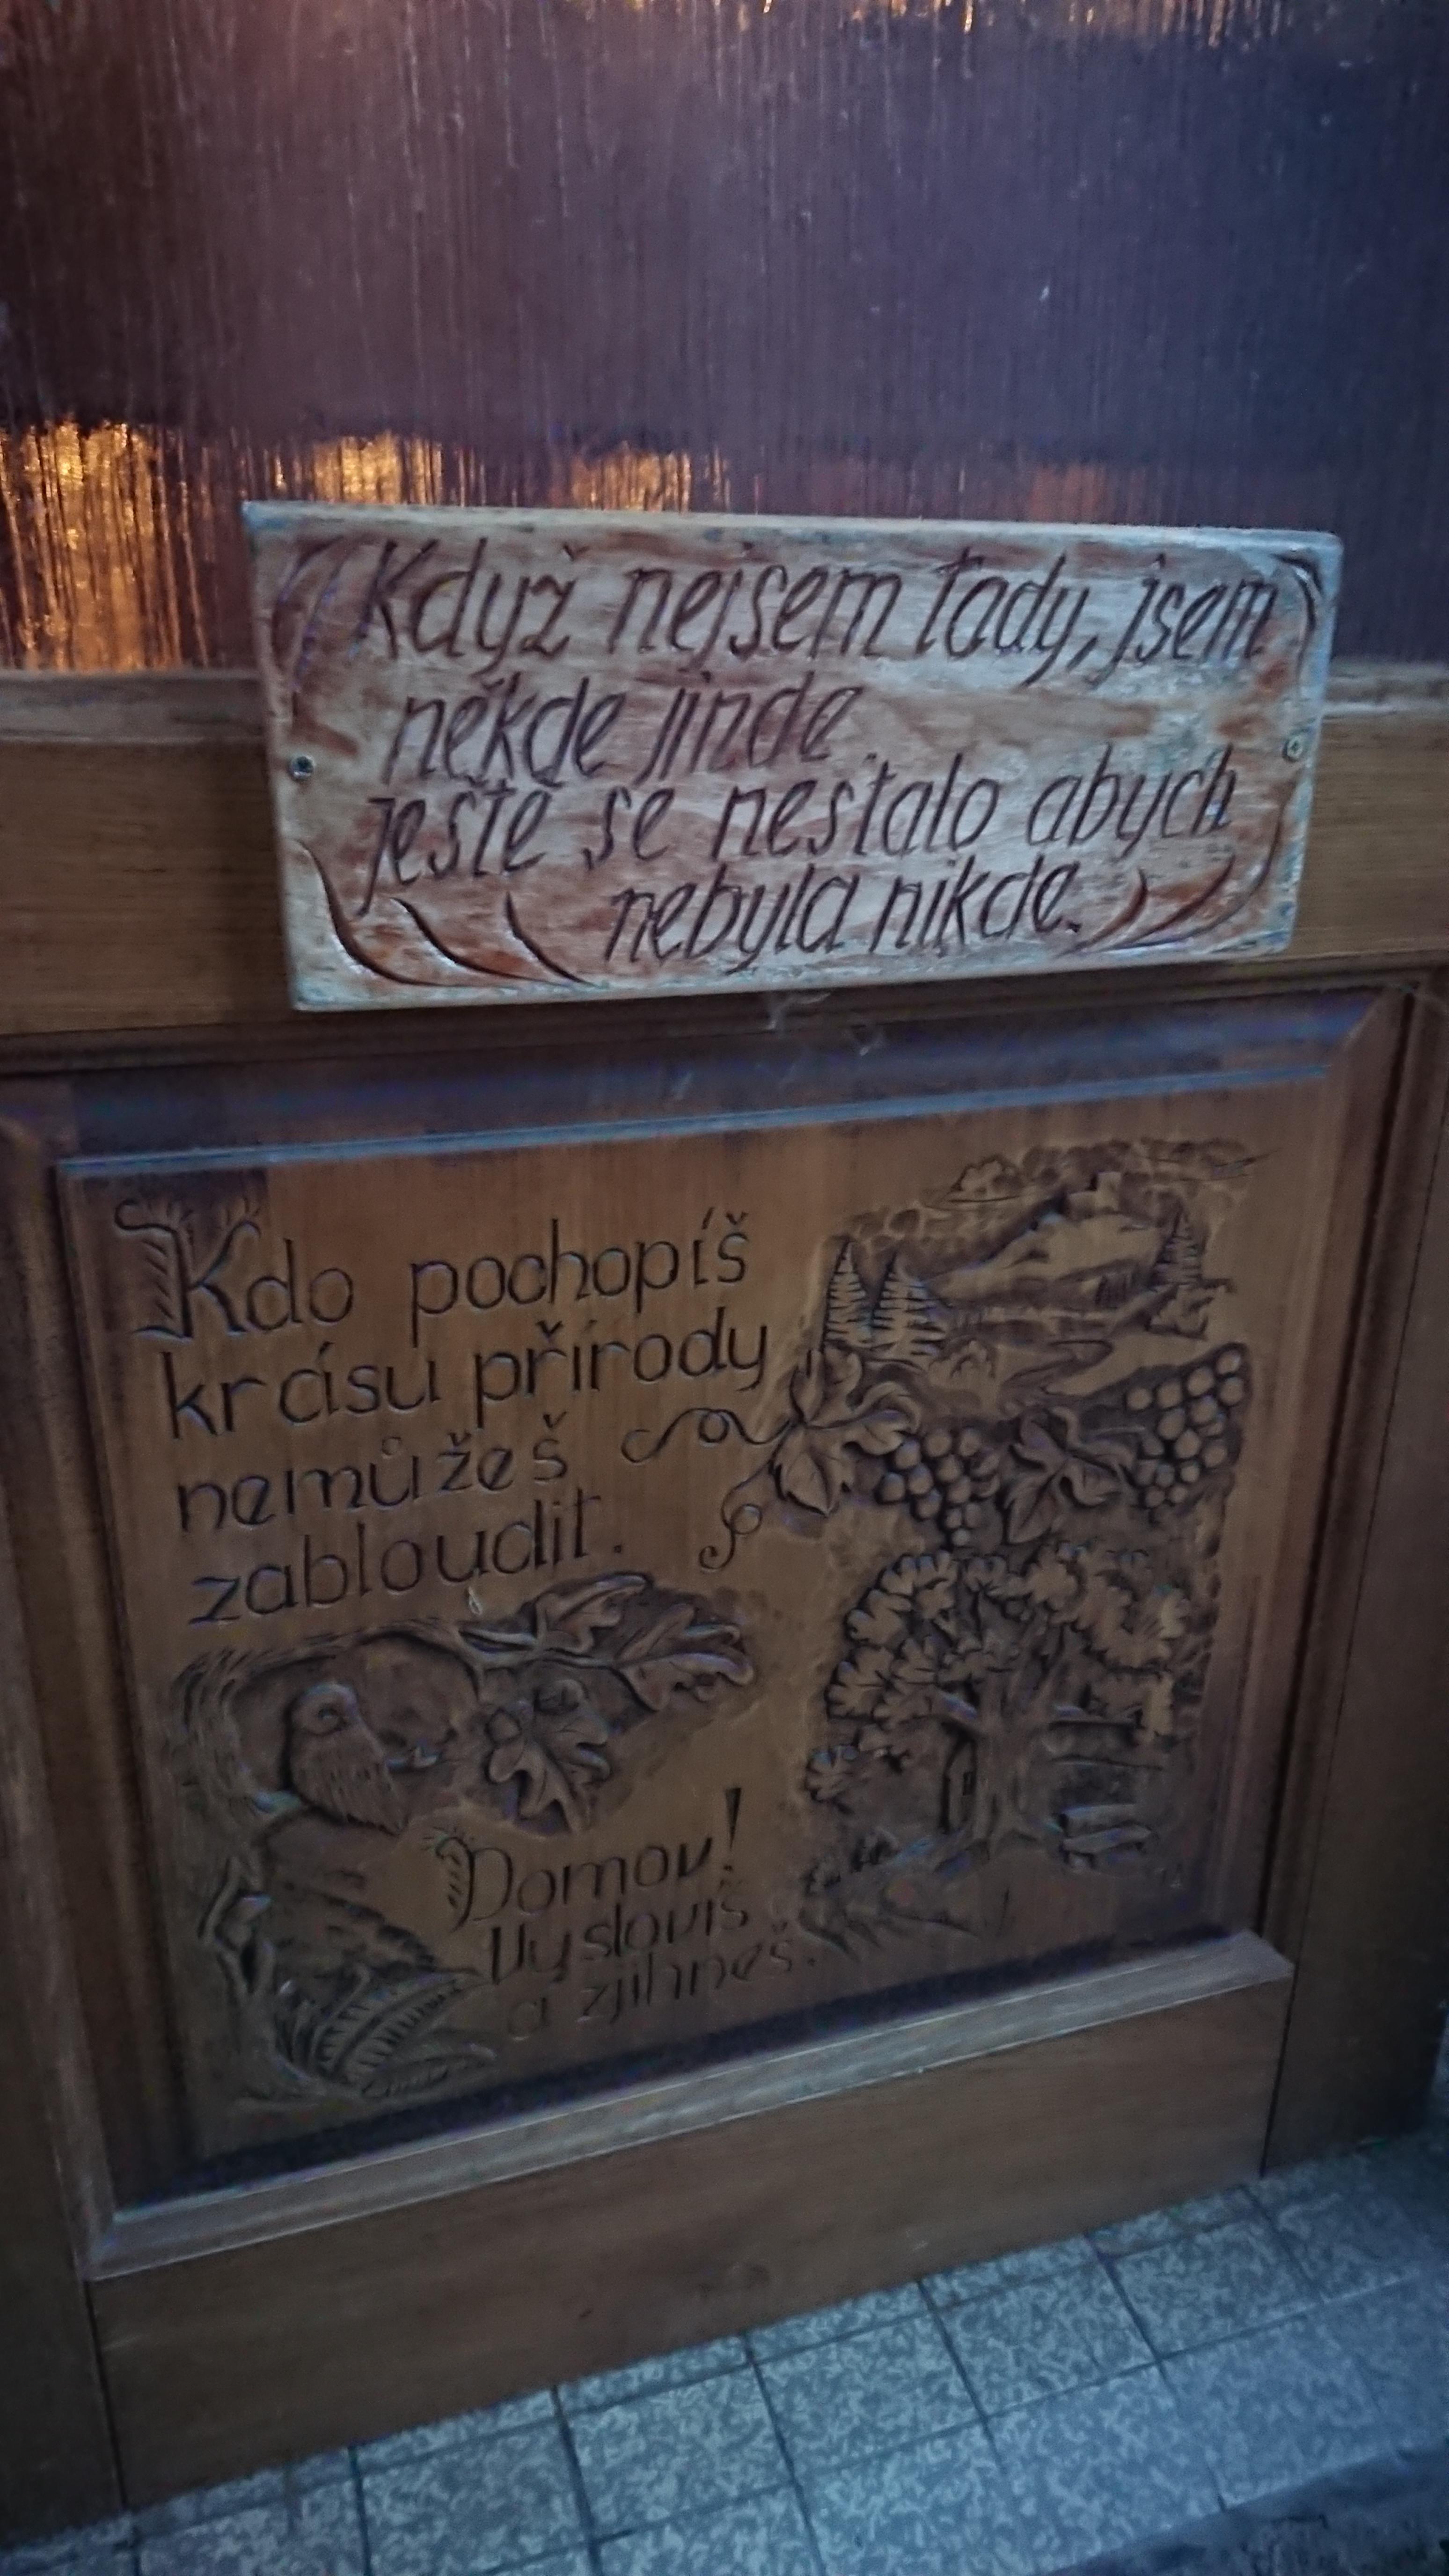 Když nejsem tady, jsem
někde jinde
ještě se nestalo abych
nebyla nikde.
Kdo pochopíš
krásu přírody
nemůžeš
zabloudit.
Domov!
Vysloviš
a zjihneš.